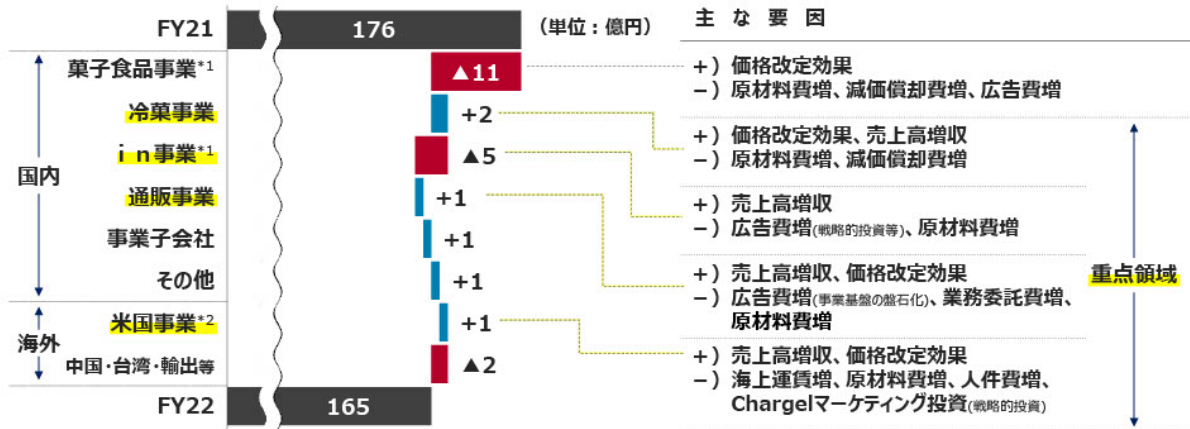 FY21
176
(単位：億円)
主な要因
国内
菓子食品事業*1
▲11
+）価格改定効果
−）原材料費増、減価償却費増、広告費増
冷菓事業
+2
+）価格改定効果、売上高増収
−）原材料費増、減価償却費増
in事業*1
▲5
+）売上高増収
−）広告費増(戦略的投資等)、原材料費増
通販事業
+1
+）売上高増収、価格改定効果
−）広告費増(事業基盤の盤石化)、業務委託費増、
原材料費増
事業子会社
+1
その他
+1
重点領域
海外
米国事業*2
+1
+）売上高増収、価格改定効果
−）海上運賃増、原材料費増、人件費増、
Chargelマーケティング投資(戦略的投資)
中国・台湾・輸出等
▲2
FY22
165